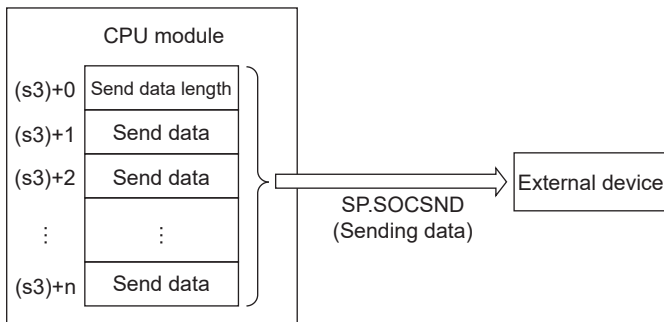 CPU module
(s3)+0 Send data length
(s3)+1 Send data
(s3)+2 Send data
⋮ ⋮
(s3)+n Send data
SP.SOCSND
(Sending data)
External device